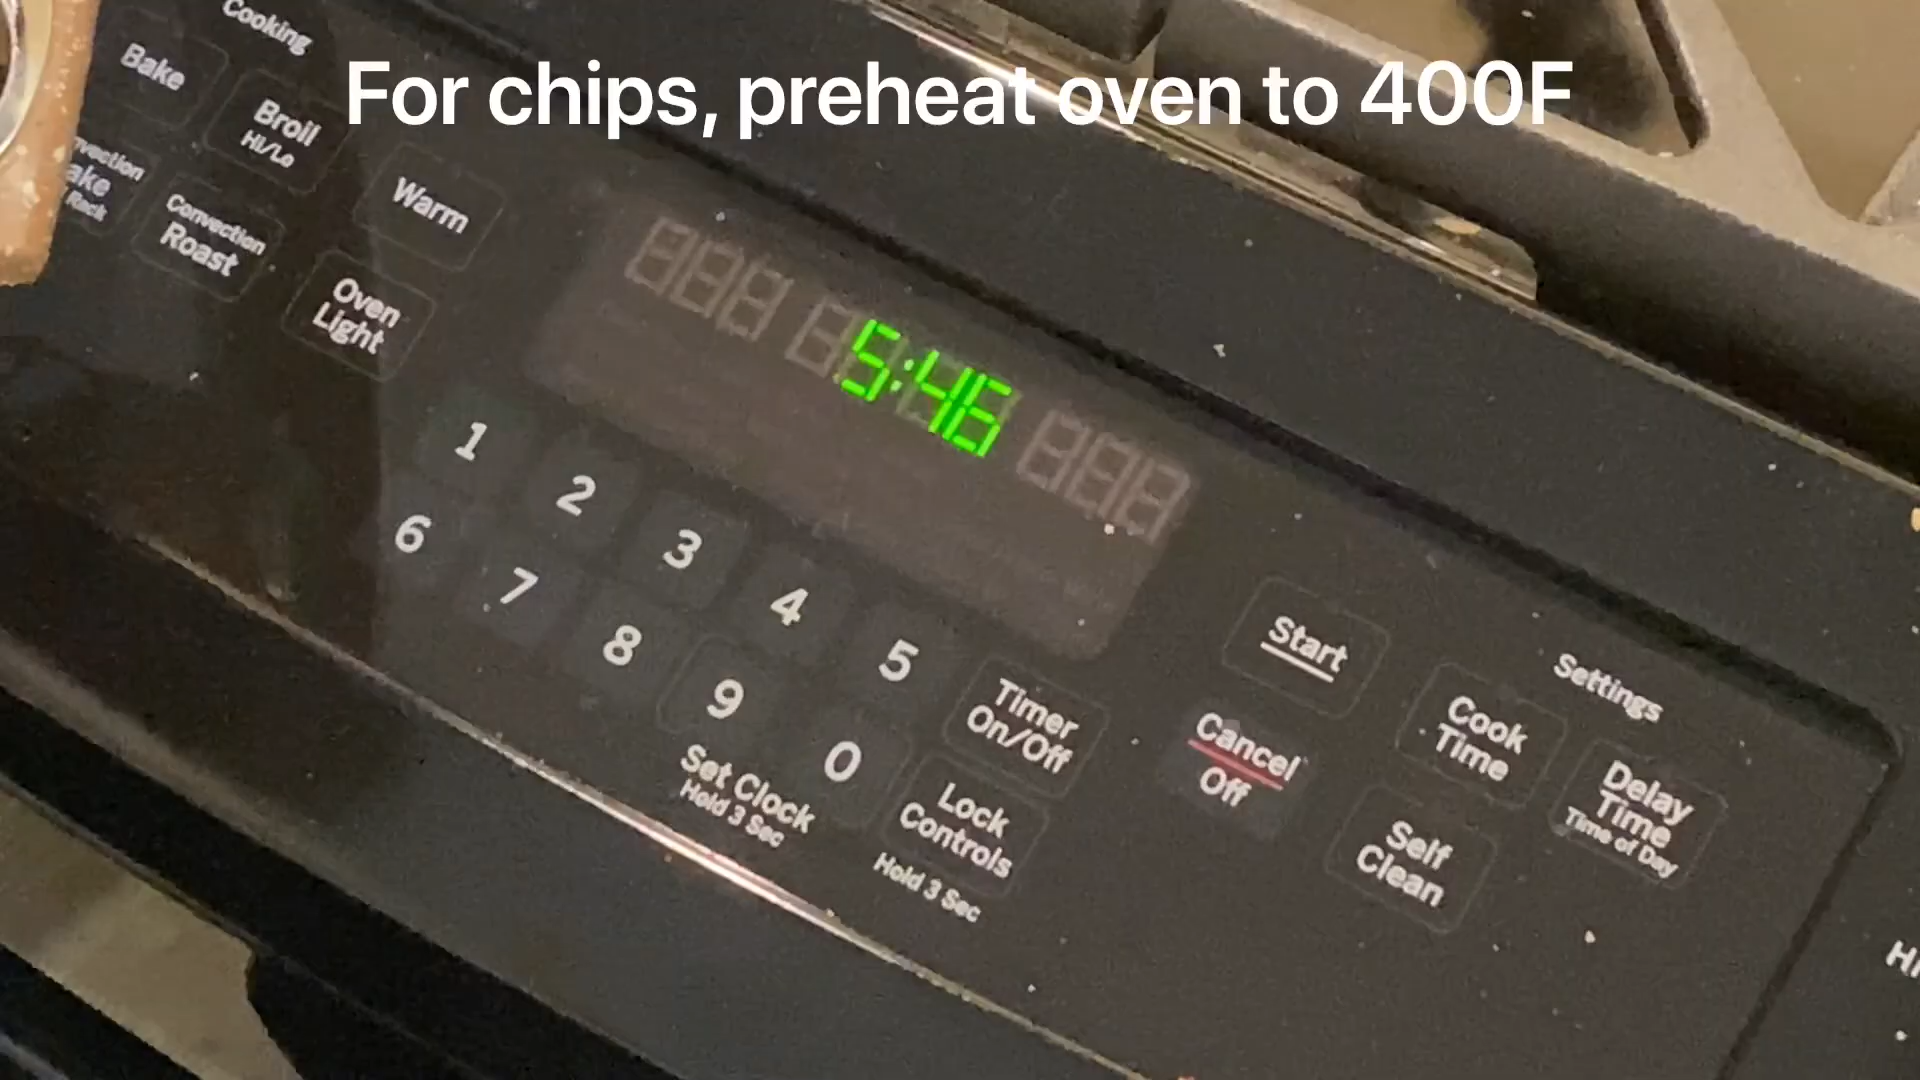 For chips, preheat oven to 400F
Cooking
Bake
Broil
Hi/Lo
Warm
Convection
Roast
Oven
Light
5:46
1
2
3
4
5
6
7
8
9
0
Set Clock
Hold 3 Sec
Timer
On/Off
Lock
Controls
Hold 3 Sec
Start
Cancel
Off
Settings
Cook
Time
Delay
Time
Time of Day
Self
Clean